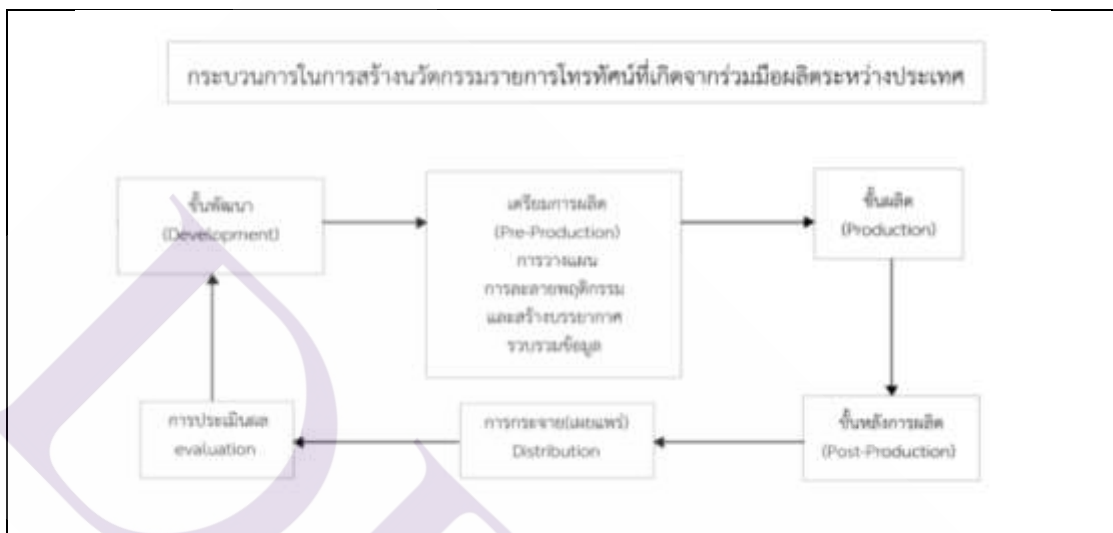 กระบวนการในการสร้างนวัตกรรมรายการโทรทัศน์ที่เกิดจากร่วมมือผลิตระหว่างประเทศ
ขั้นพัฒนา
(Development)
เตรียมการผลิต
(Pre-Production)
การวางแผน
การละลายพฤติกรรม
และสร้างบรรยากาศ
รวบรวมข้อมูล
ขั้นผลิต
(Production)
การประเมินผล
evaluation
การกระจาย(เผยแพร่)
Distribution
ขั้นหลังการผลิต
(Post-Production)